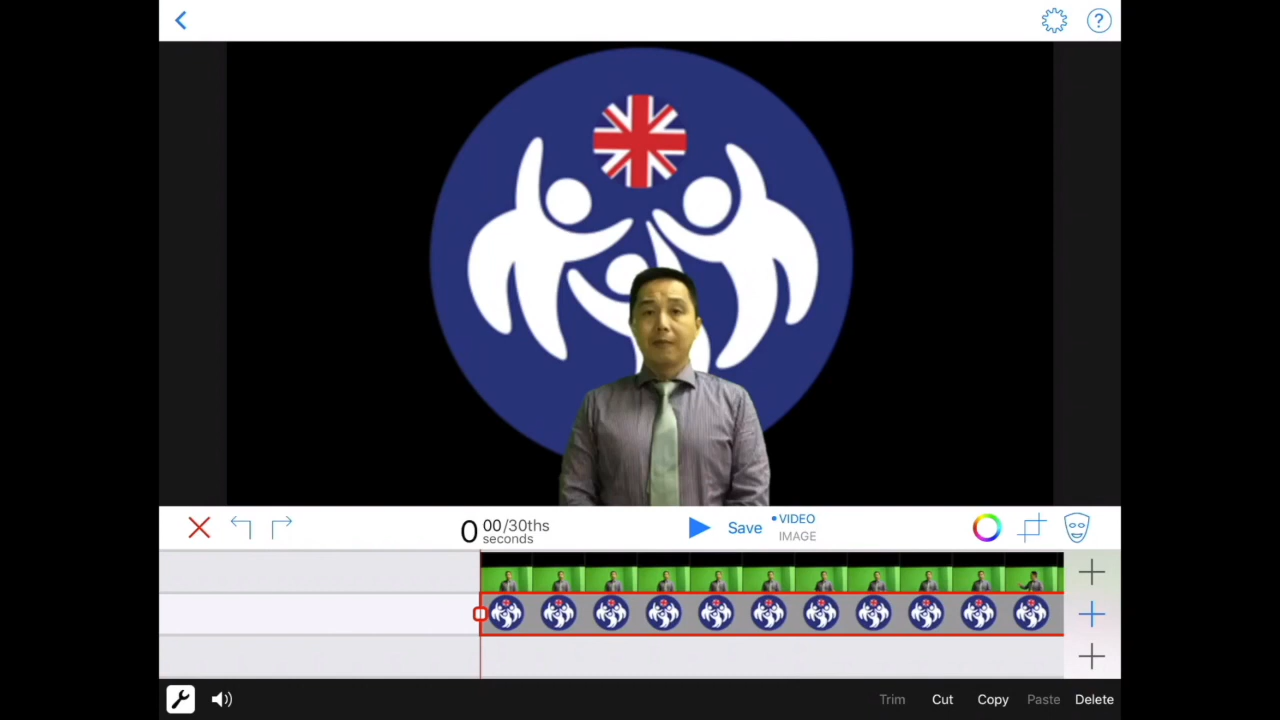 ?
0 00/30ths
seconds
Save
VIDEO
IMAGE
Trim
Cut
Copy
Paste
Delete